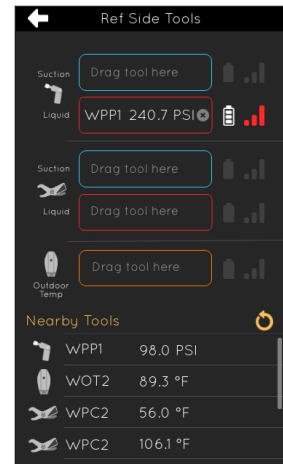 Ref Side Tools
Suction
Drag tool here
Liquid
WPP1 240.7 PSI
Suction
Drag tool here
Liquid
Drag tool here
Outdoor
Temp
Drag tool here
Nearby Tools
WPP1 98.0 PSI
WOT2 89.3 °F
WPC2 56.0 °F
WPC2 106.1 °F